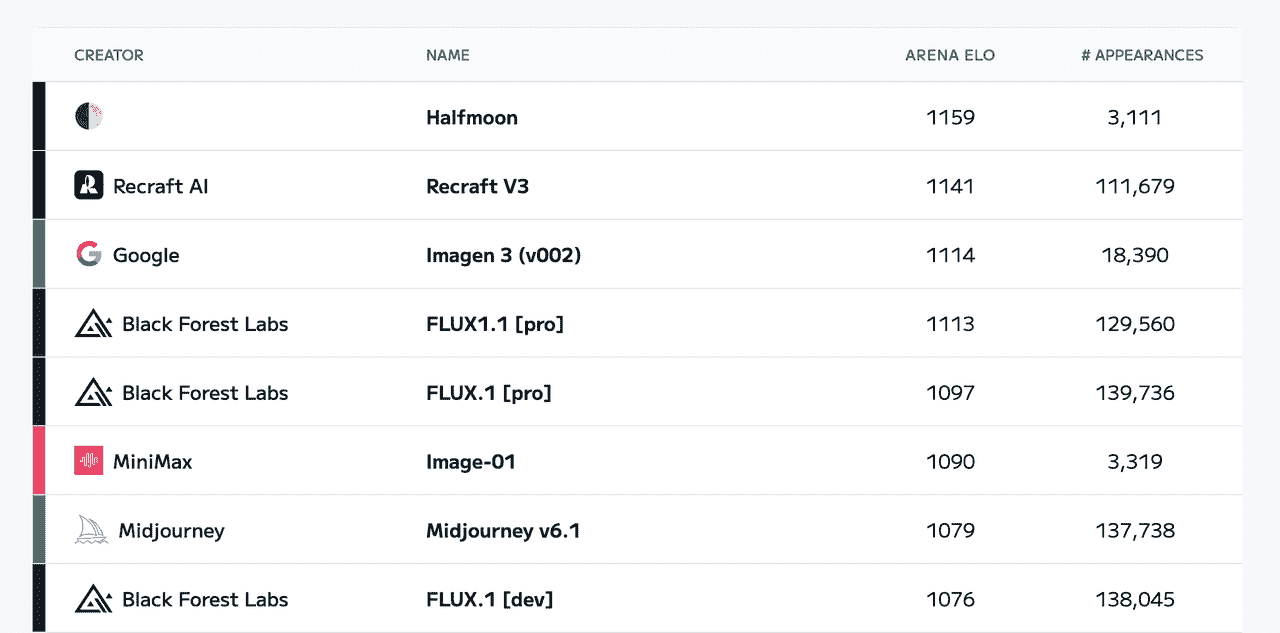 CREATOR NAME ARENA ELO # APPEARANCES
Halfmoon 1159 3,111
Recraft AI Recraft V3 1141 111,679
Google Imagen 3 (v002) 1114 18,390
Black Forest Labs FLUX1.1 [pro] 1113 129,560
Black Forest Labs FLUX.1 [pro] 1097 139,736
MiniMax Image-01 1090 3,319
Midjourney Midjourney v6.1 1079 137,738
Black Forest Labs FLUX.1 [dev] 1076 138,045